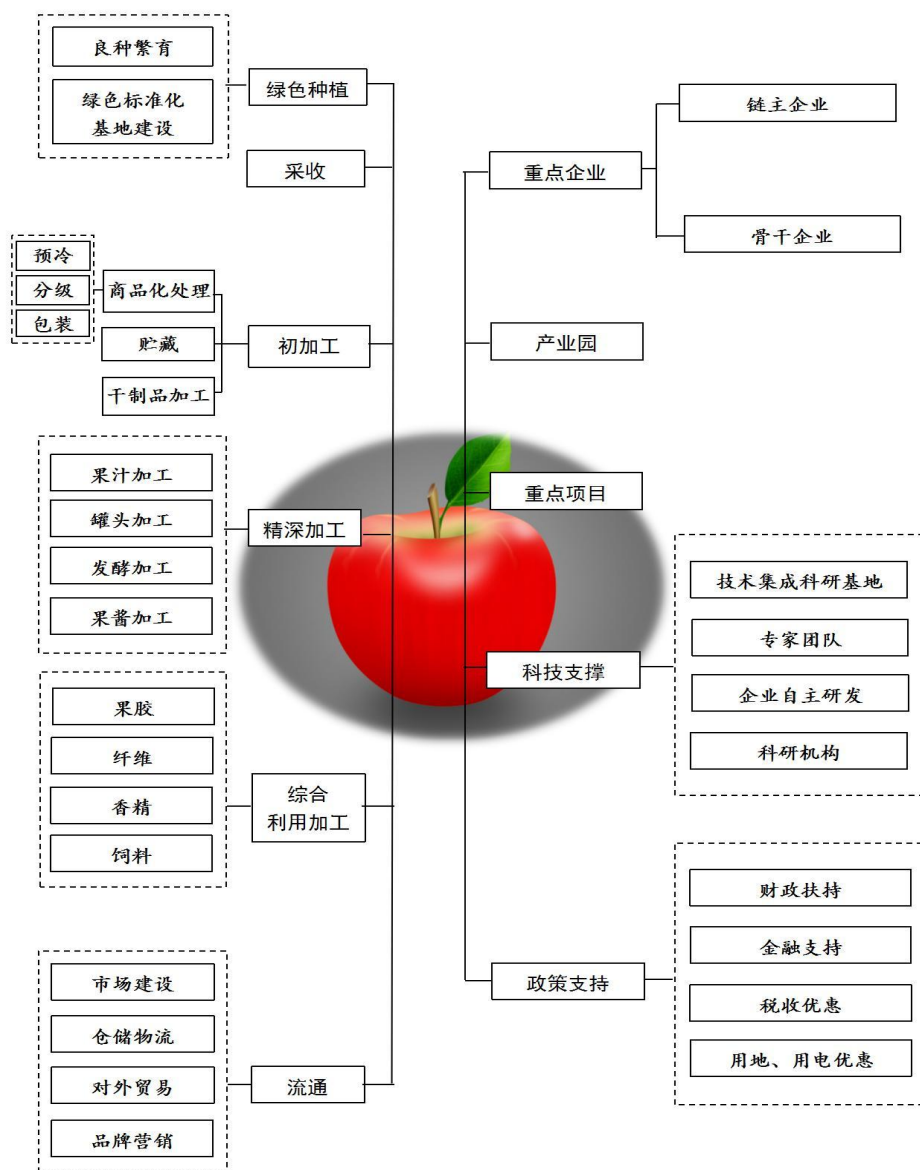 良种繁育
绿色标准化
基地建设
绿色种植
采收
预冷
分级
包装
商品化处理
贮藏
干制品加工
初加工
果汁加工
罐头加工
发酵加工
果酱加工
精深加工
果胶
纤维
香精
饲料
综合
利用加工
市场建设
仓储物流
对外贸易
品牌营销
流通
链主企业
重点企业
骨干企业
产业园
重点项目
技术集成科研基地
专家团队
科技支撑
企业自主研发
科研机构
财政扶持
金融支持
政策支持
税收优惠
用地、用电优惠